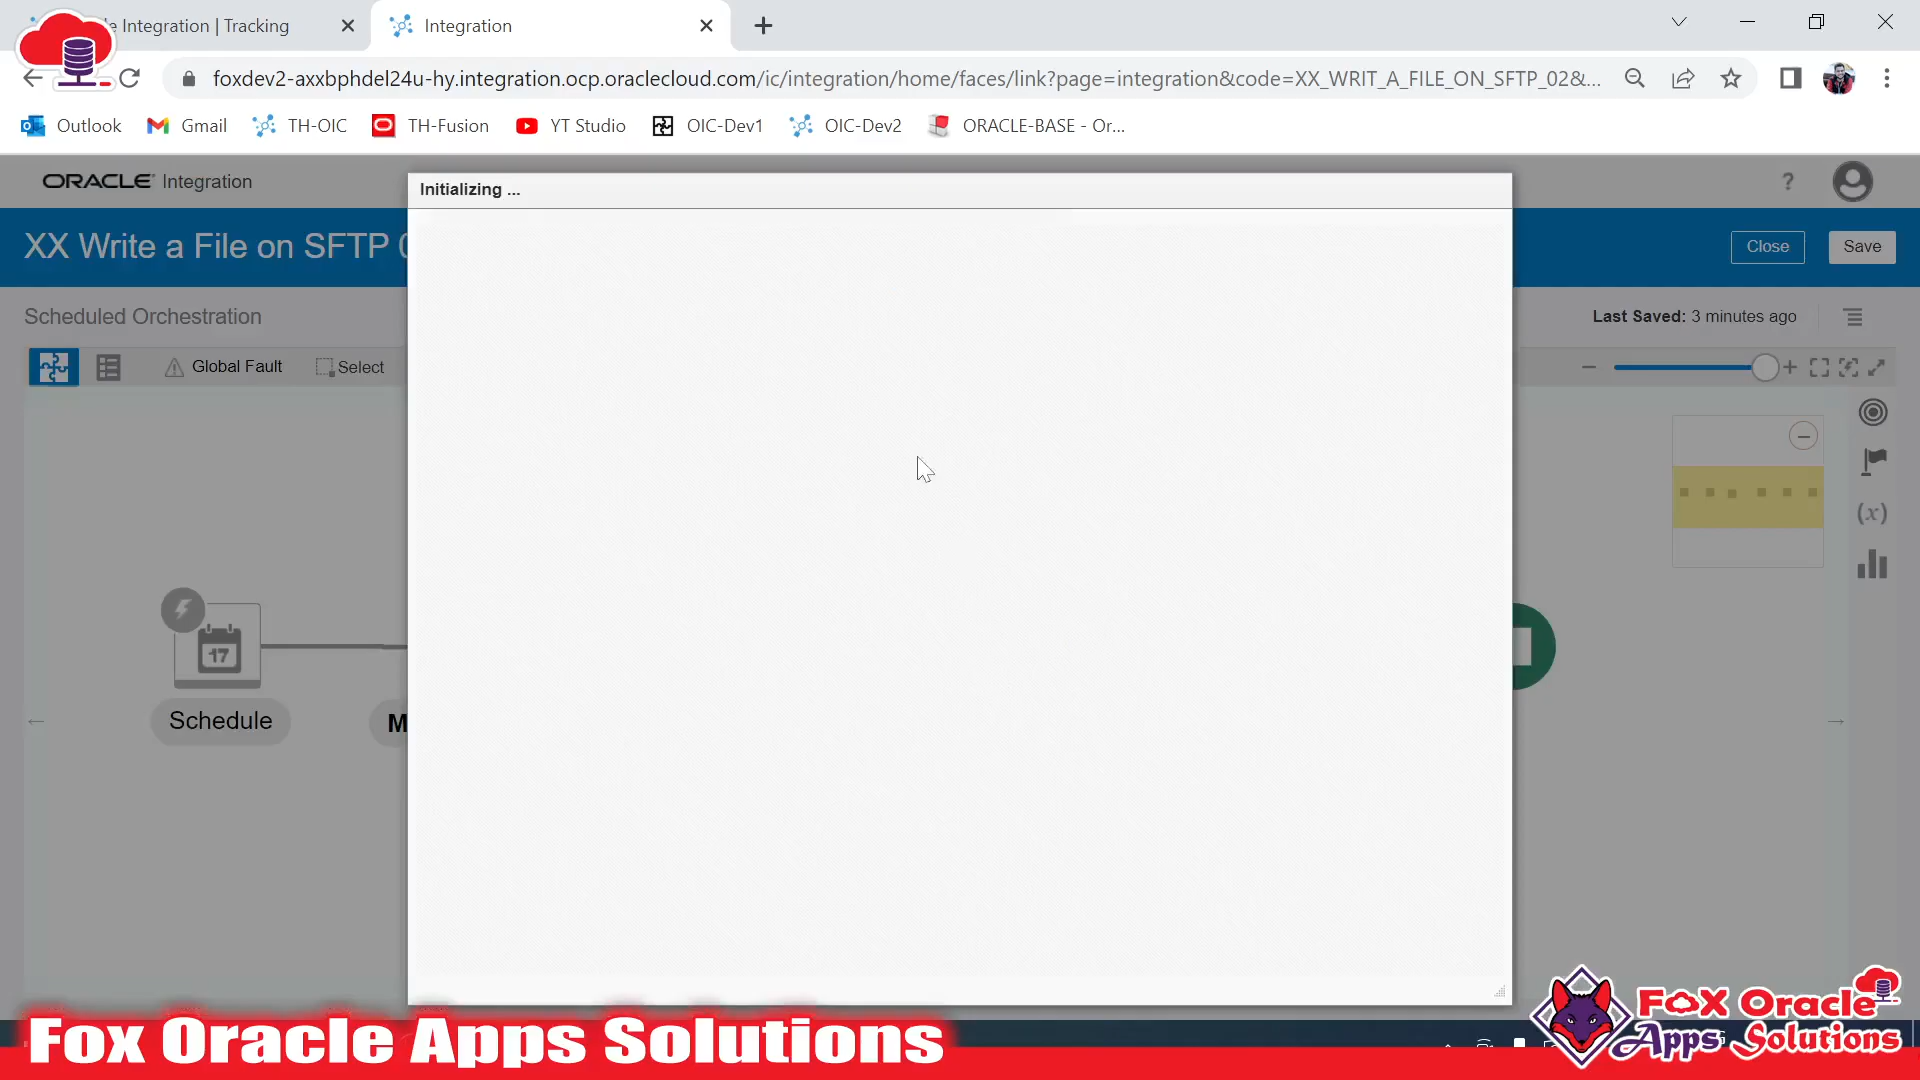 le Integration | Tracking
Integration
foxdev2-axxbphdel24u-hy.integration.ocp.oraclecloud.com/ic/integration/home/faces/link?page=integration&code=XX_WRIT_A_FILE_ON_SFTP_02&...
Outlook
Gmail
TH-OIC
TH-Fusion
YT Studio
OIC-Dev1
OIC-Dev2
ORACLE-BASE - Or...
ORACLE Integration
?
Initializing ...
XX Write a File on SFTP 0
Close
Save
Scheduled Orchestration
Last Saved: 3 minutes ago
Global Fault
Select
(x)
17
Schedule
M
Fox Oracle Apps Solutions
Fox Oracle
Apps Solutions